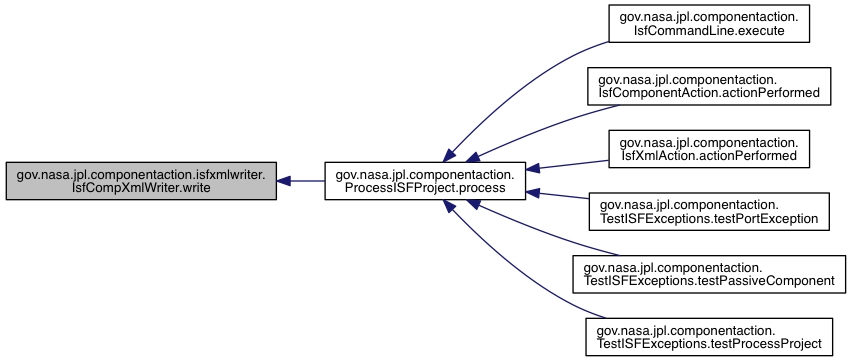 gov.nasa.jpl.componentaction.
IsfCommandLine.execute
gov.nasa.jpl.componentaction.
IsfComponentAction.actionPerformed
gov.nasa.jpl.componentaction.
IsfXmlAction.actionPerformed
gov.nasa.jpl.componentaction.isfxmlwriter.
IsfCompXmlWriter.write
gov.nasa.jpl.componentaction.
ProcessISFProject.process
gov.nasa.jpl.componentaction.
TestISFExceptions.testPortException
gov.nasa.jpl.componentaction.
TestISFExceptions.testPassiveComponent
gov.nasa.jpl.componentaction.
TestISFExceptions.testProcessProject